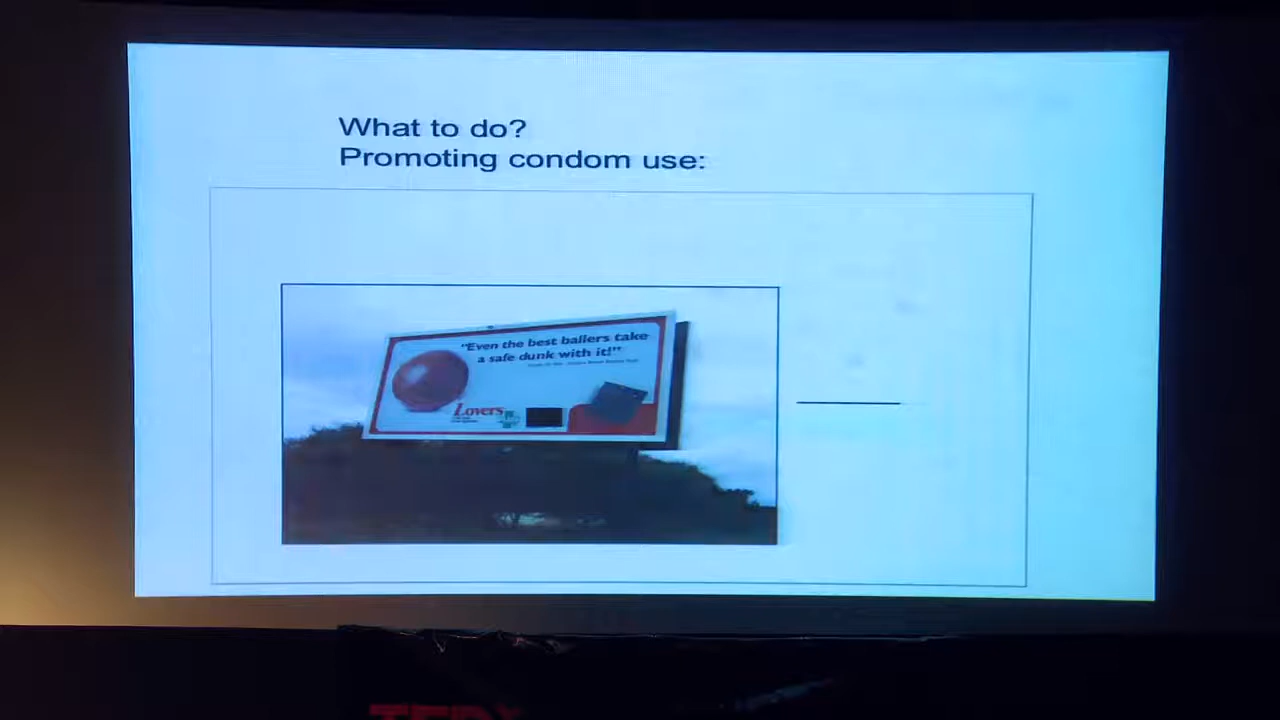 What to do?
Promoting condom use:
"Even the best ballers take
a safe dunk with it!"
Lovers